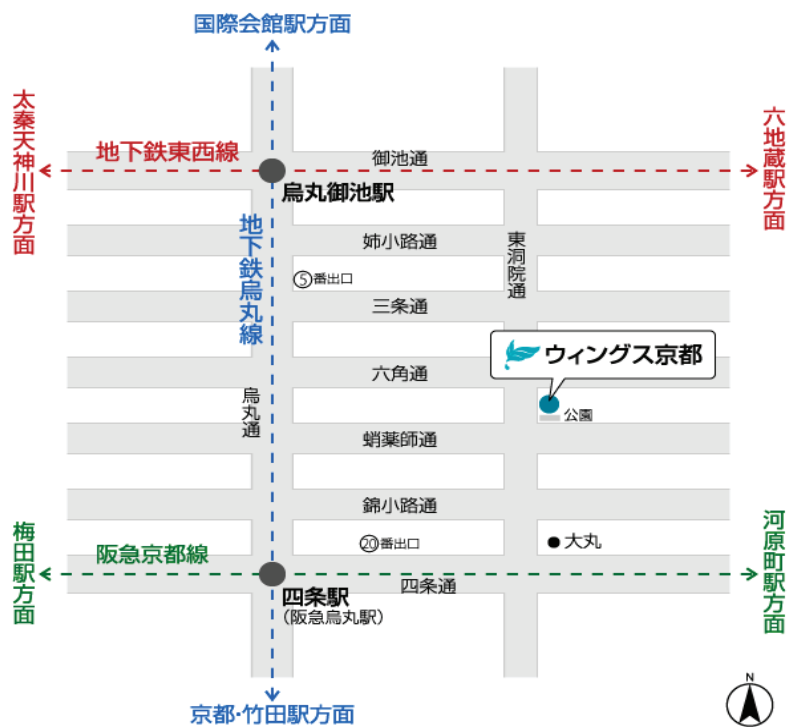 国際会館駅方面
太秦天神川駅方面
地下鉄東西線
御池通
六地蔵駅方面
烏丸御池駅
地下鉄烏丸線
姉小路通
東洞院通
⑤番出口
三条通
ウィングス京都
六角通
烏丸通
公園
蛸薬師通
錦小路通
梅田駅方面
阪急京都線
⑳番出口
大丸
河原町駅方面
四条通
四条駅
(阪急烏丸駅)
京都・竹田駅方面
N